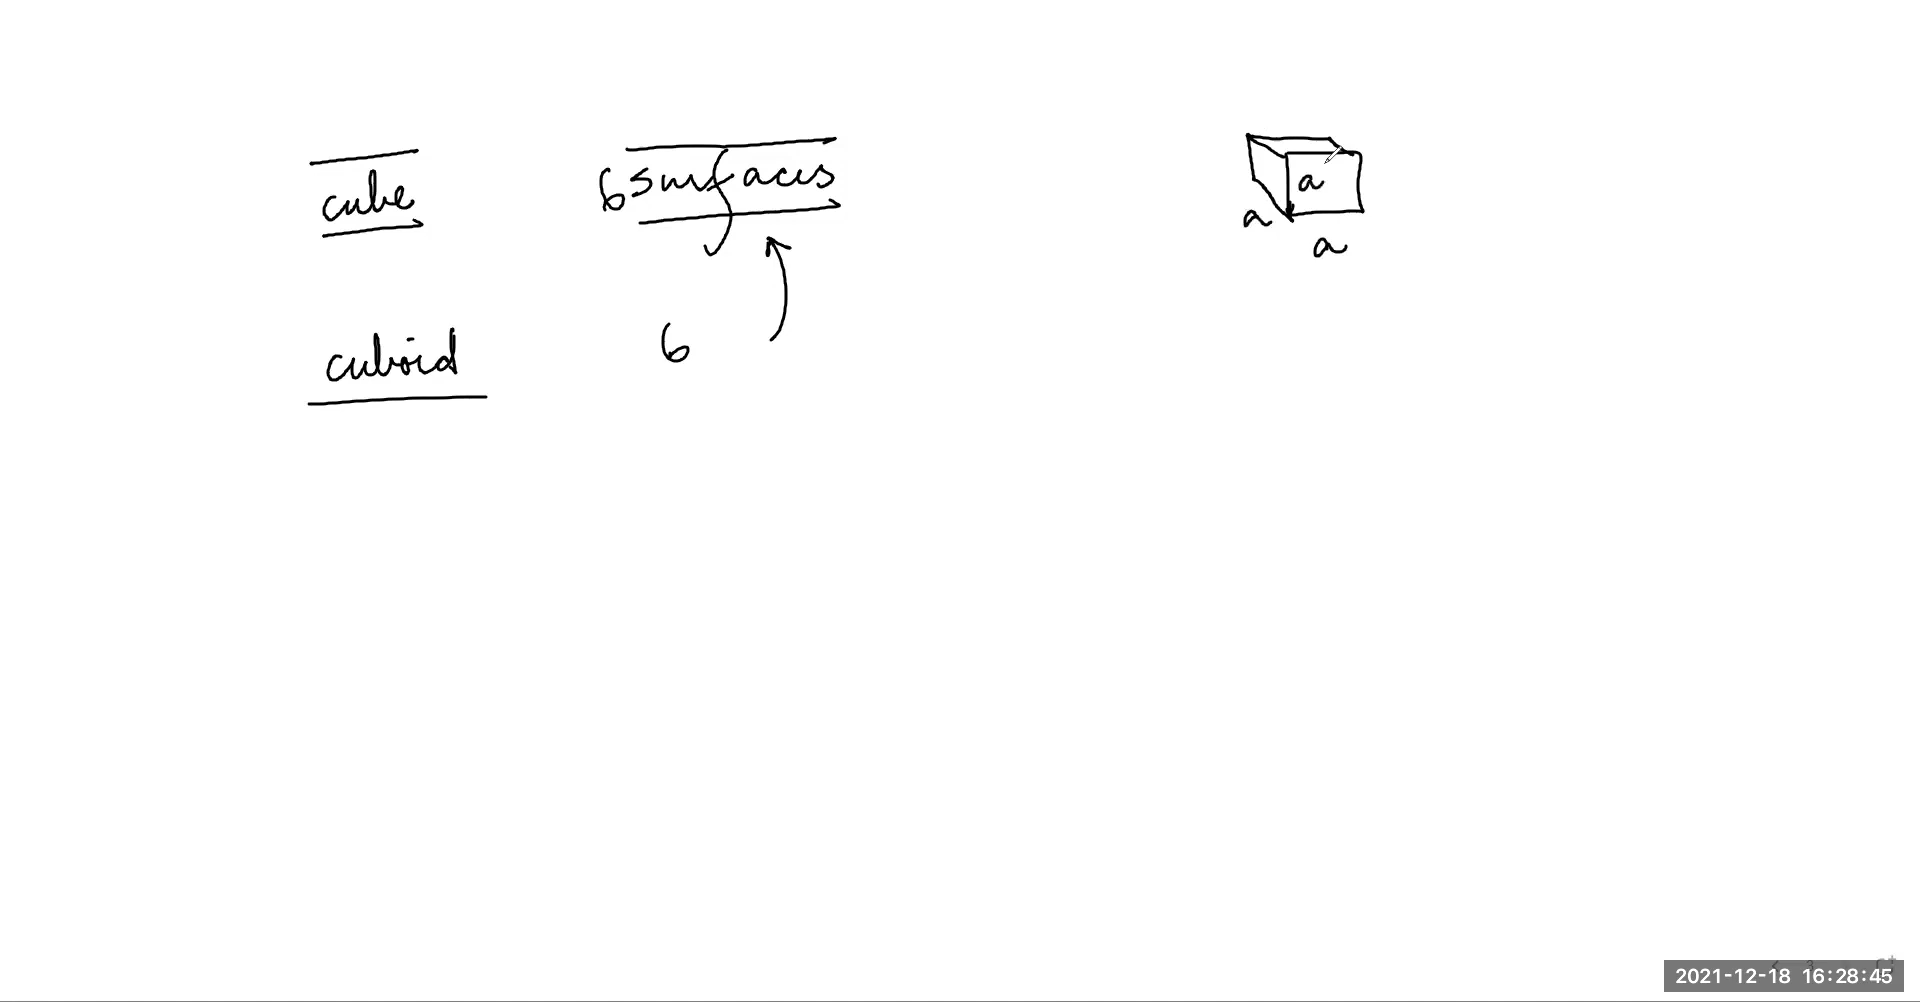 cube 6 surfaces
a
a
a
cuboid 6
2021-12-18 16:28:45